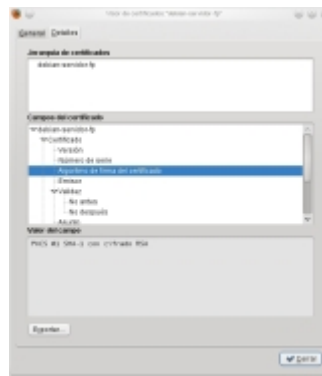 Visor de certificados: "debian-servidor-fp"
General Detalles
Jerarquía de certificados
debian-servidor-fp
Campos del certificado
debian-servidor-fp
Certificado
Versión
Número de serie
Algoritmo de firma del certificado
Emisor
Validez
No antes
No después
Asunto
Valor del campo
PKCS #1 SHA-1 con cifrado RSA
Exportar...
Cerrar